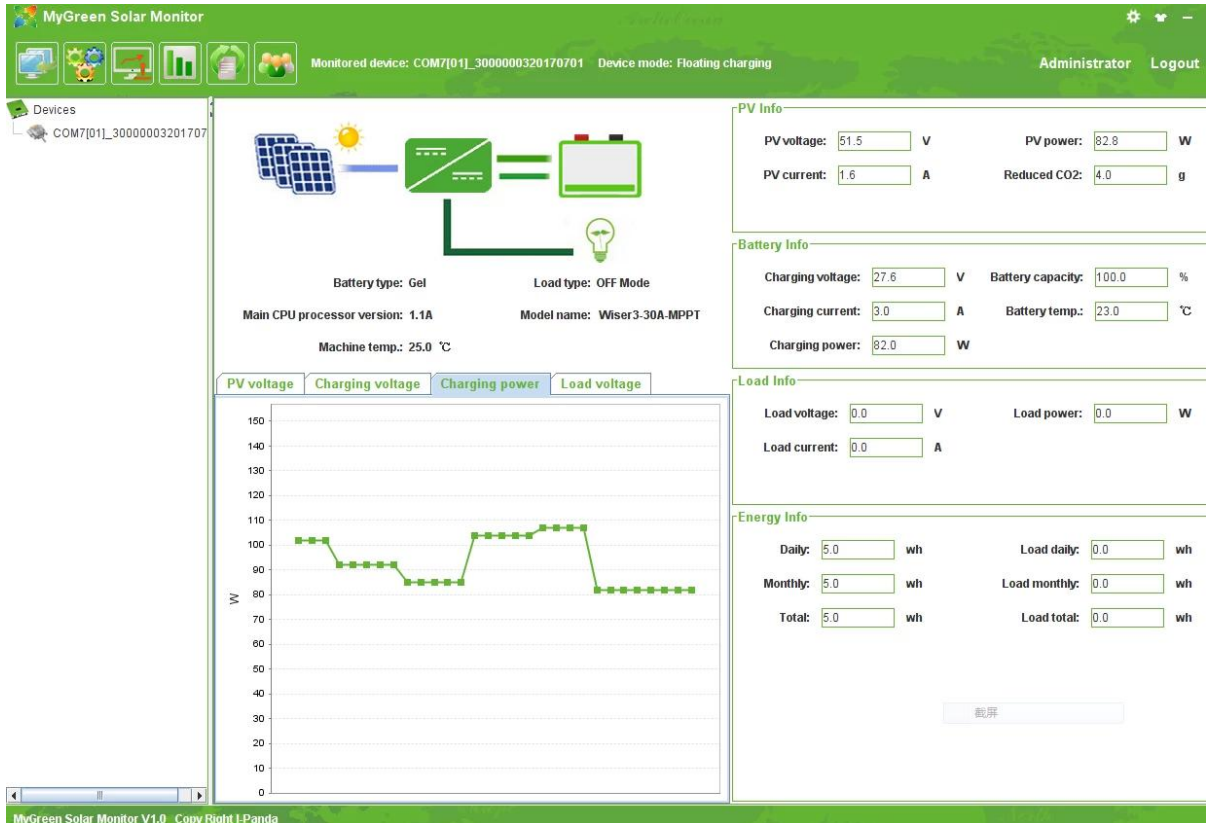 MyGreen Solar Monitor
Monitored device: COM7[01]_3000000320170701 Device mode: Floating charging
Administrator Logout
Devices
COM7[01]_30000003201707
Battery type: Gel Load type: OFF Mode
Main CPU processor version: 1.1A Model name: Wiser3-30A-MPPT
Machine temp.: 25.0 ℃
PV voltage Charging voltage Charging power Load voltage
150
140
130
120
110
100
90
80
70
60
50
40
30
20
10
0
W
PV Info
PV voltage: 51.5 V PV power: 82.8 W
PV current: 1.6 A Reduced CO2: 4.0 g
Battery Info
Charging voltage: 27.6 V Battery capacity: 100.0 %
Charging current: 3.0 A Battery temp.: 23.0 ℃
Charging power: 82.0 W
Load Info
Load voltage: 0.0 V Load power: 0.0 W
Load current: 0.0 A
Energy Info
Daily: 5.0 wh Load daily: 0.0 wh
Monthly: 5.0 wh Load monthly: 0.0 wh
Total: 5.0 wh Load total: 0.0 wh
截屏
MyGreen Solar Monitor V1.0 Copy Right I-Panda